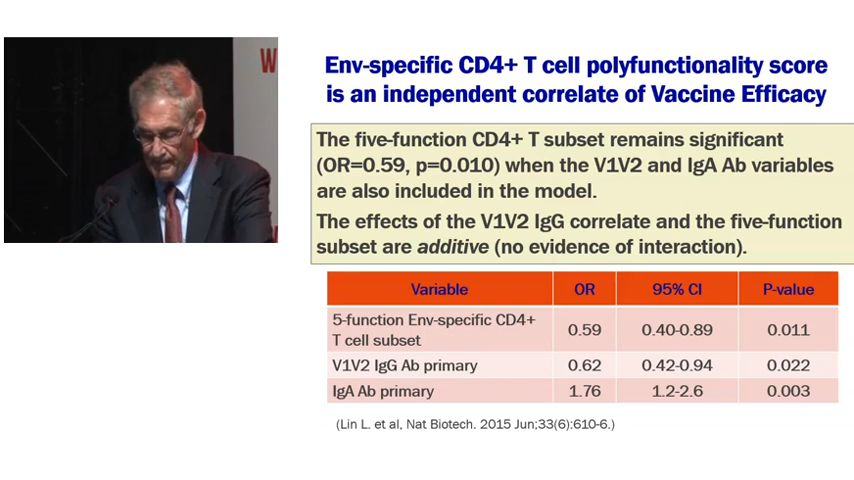 W
Env-specific CD4+ T cell polyfunctionality score
is an independent correlate of Vaccine Efficacy
The five-function CD4+ T subset remains significant
(OR=0.59, p=0.010) when the V1V2 and IgA Ab variables
are also included in the model.
The effects of the V1V2 IgG correlate and the five-function
subset are additive (no evidence of interaction).
Variable OR 95% CI P-value
5-function Env-specific CD4+
T cell subset 0.59 0.40-0.89 0.011
V1V2 IgG Ab primary 0.62 0.42-0.94 0.022
IgA Ab primary 1.76 1.2-2.6 0.003
(Lin L. et al, Nat Biotech. 2015 Jun;33(6):610-6.)